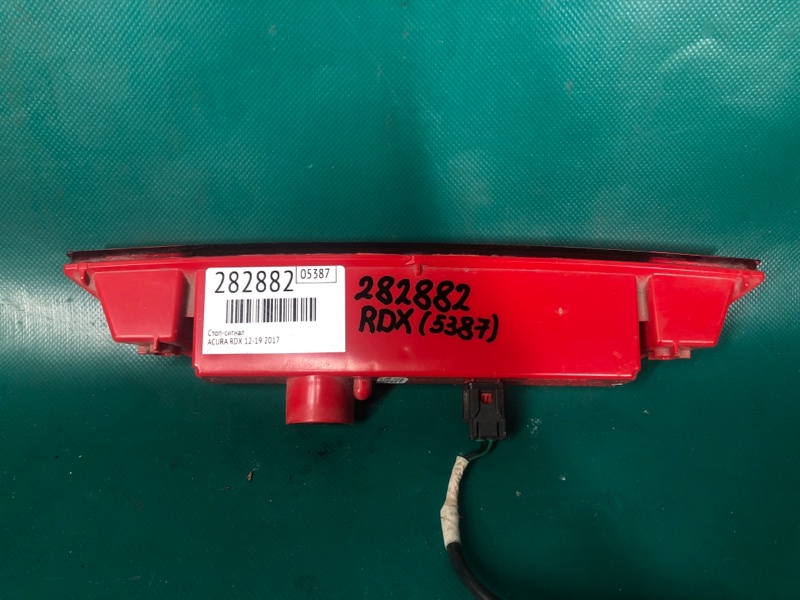 282882 05387
Стоп-сигнал
ACURA RDX 12-19 2017
282882
RDX (5387)